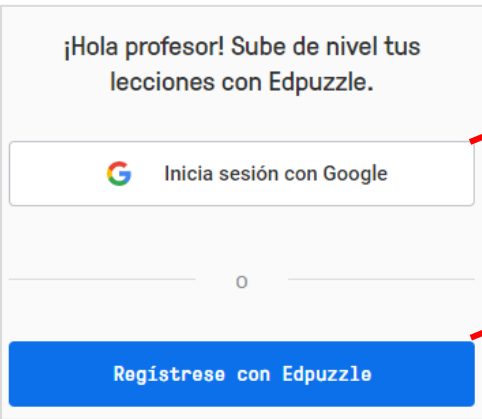 ¡Hola profesor! Sube de nivel tus
lecciones con Edpuzzle.
Inicia sesión con Google
o
Regístrese con Edpuzzle